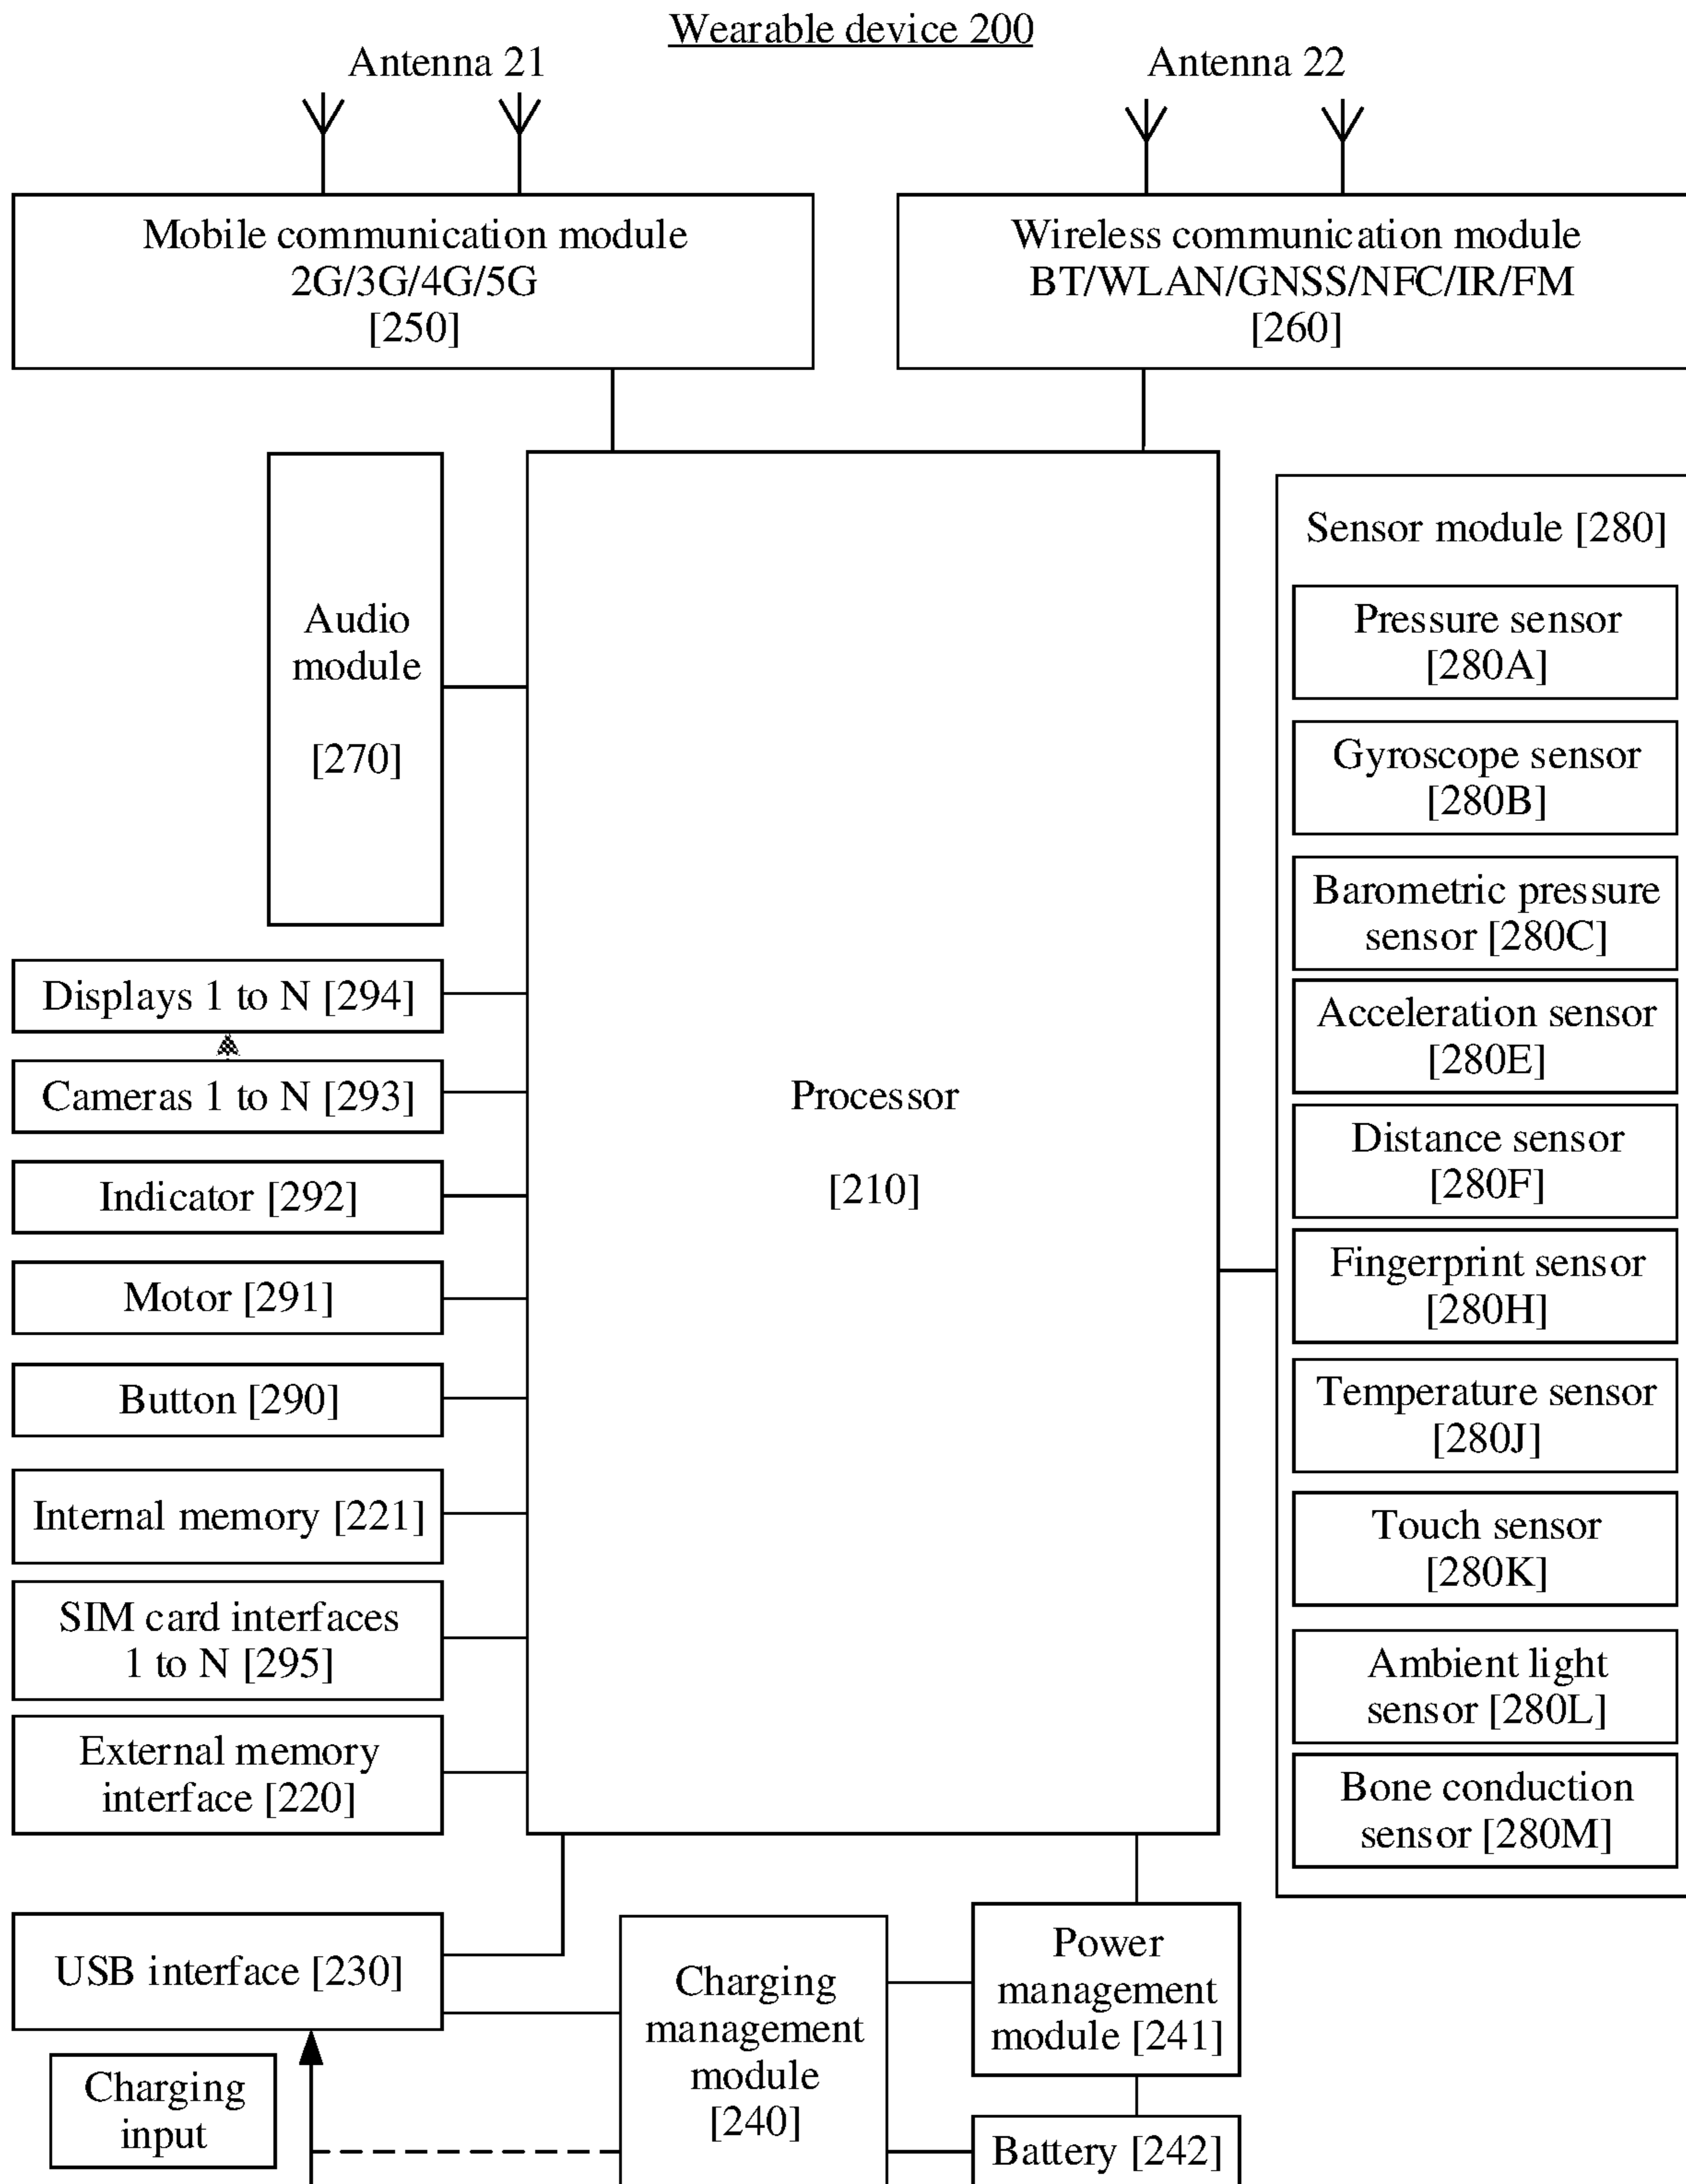 Wearable device 200
Antenna 21
Antenna 22
Mobile communication module
2G/3G/4G/5G
[250]
Wireless communication module
BT/WLAN/GNSS/NFC/IR/FM
[260]
Audio
module
[270]
Displays 1 to N [294]
Cameras 1 to N [293]
Indicator [292]
Motor [291]
Button [290]
Internal memory [221]
SIM card interfaces
1 to N [295]
External memory
interface [220]
Processor
[210]
Sensor module [280]
Pressure sensor
[280A]
Gyroscope sensor
[280B]
Barometric pressure
sensor [280C]
Acceleration sensor
[280E]
Distance sensor
[280F]
Fingerprint sensor
[280H]
Temperature sensor
[280J]
Touch sensor
[280K]
Ambient light
sensor [280L]
Bone conduction
sensor [280M]
USB interface [230]
Charging
input
Charging
management
module
[240]
Power
management
module [241]
Battery [242]